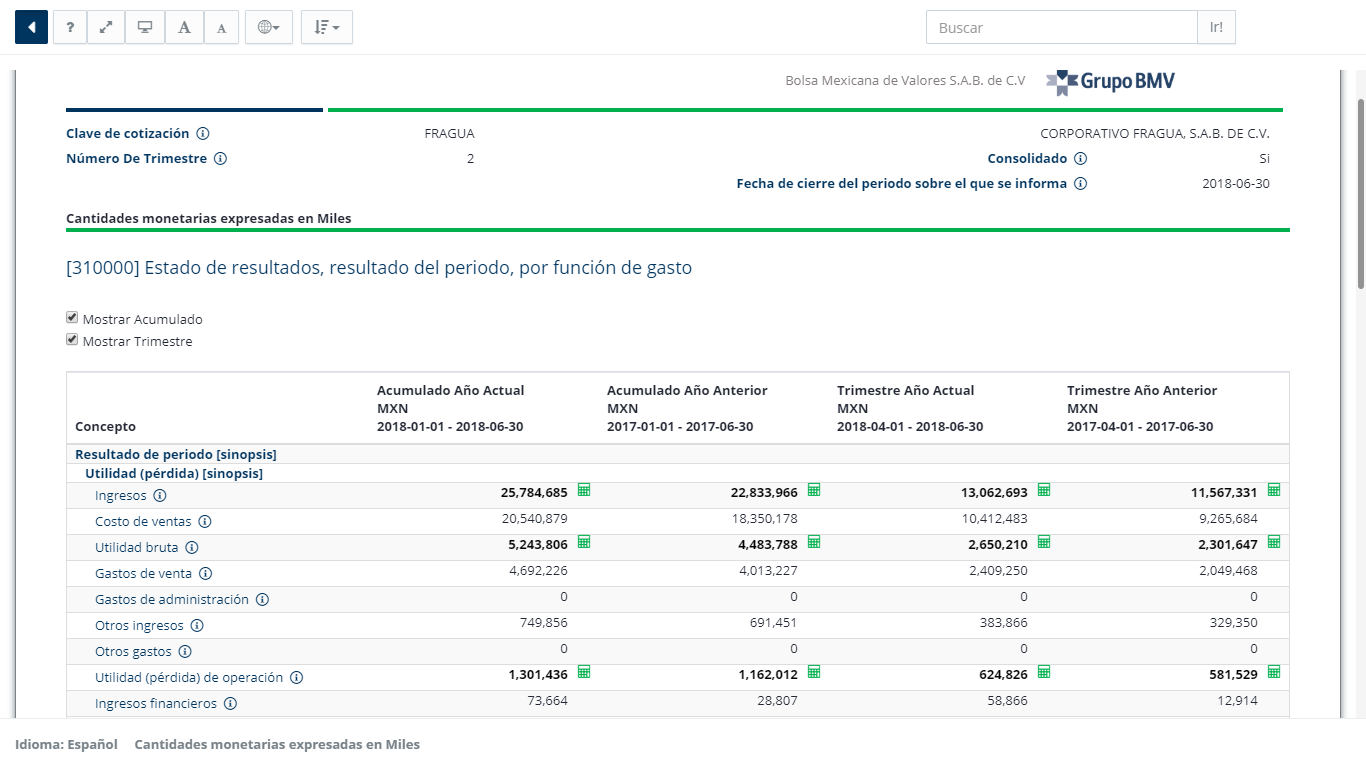 ? A A Buscar Ir!
Bolsa Mexicana de Valores S.A.B. de C.V Grupo BMV
Clave de cotización FRAGUA CORPORATIVO FRAGUA, S.A.B. DE C.V.
Número De Trimestre 2 Consolidado Si
Fecha de cierre del periodo sobre el que se informa 2018-06-30
Cantidades monetarias expresadas en Miles
[310000] Estado de resultados, resultado del periodo, por función de gasto
Mostrar Acumulado
Mostrar Trimestre
Acumulado Año Actual Acumulado Año Anterior Trimestre Año Actual Trimestre Año Anterior
MXN MXN MXN MXN
Concepto 2018-01-01 - 2018-06-30 2017-01-01 - 2017-06-30 2018-04-01 - 2018-06-30 2017-04-01 - 2017-06-30
Resultado de periodo [sinopsis]
Utilidad (pérdida) [sinopsis]
Ingresos 25,784,685 22,833,966 13,062,693 11,567,331
Costo de ventas 20,540,879 18,350,178 10,412,483 9,265,684
Utilidad bruta 5,243,806 4,483,788 2,650,210 2,301,647
Gastos de venta 4,692,226 4,013,227 2,409,250 2,049,468
Gastos de administración 0 0 0 0
Otros ingresos 749,856 691,451 383,866 329,350
Otros gastos 0 0 0 0
Utilidad (pérdida) de operación 1,301,436 1,162,012 624,826 581,529
Ingresos financieros 73,664 28,807 58,866 12,914
Idioma: Español Cantidades monetarias expresadas en Miles